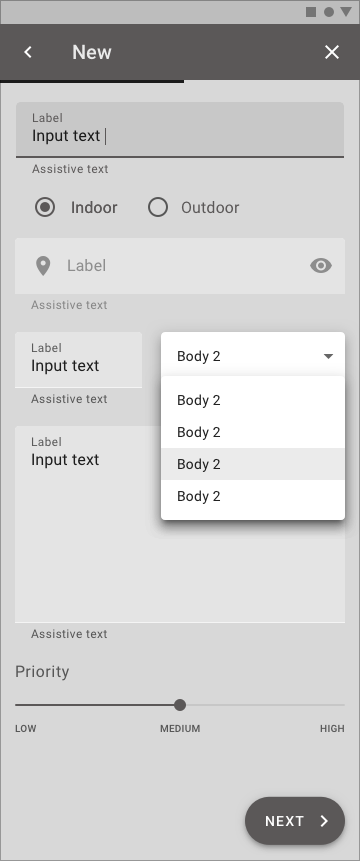 New
Label
Input text
Assistive text
Indoor
Outdoor
Label
Assistive text
Label
Input text
Assistive text
Body 2
Body 2
Body 2
Body 2
Body 2
Label
Input text
Assistive text
Priority
LOW
MEDIUM
HIGH
NEXT